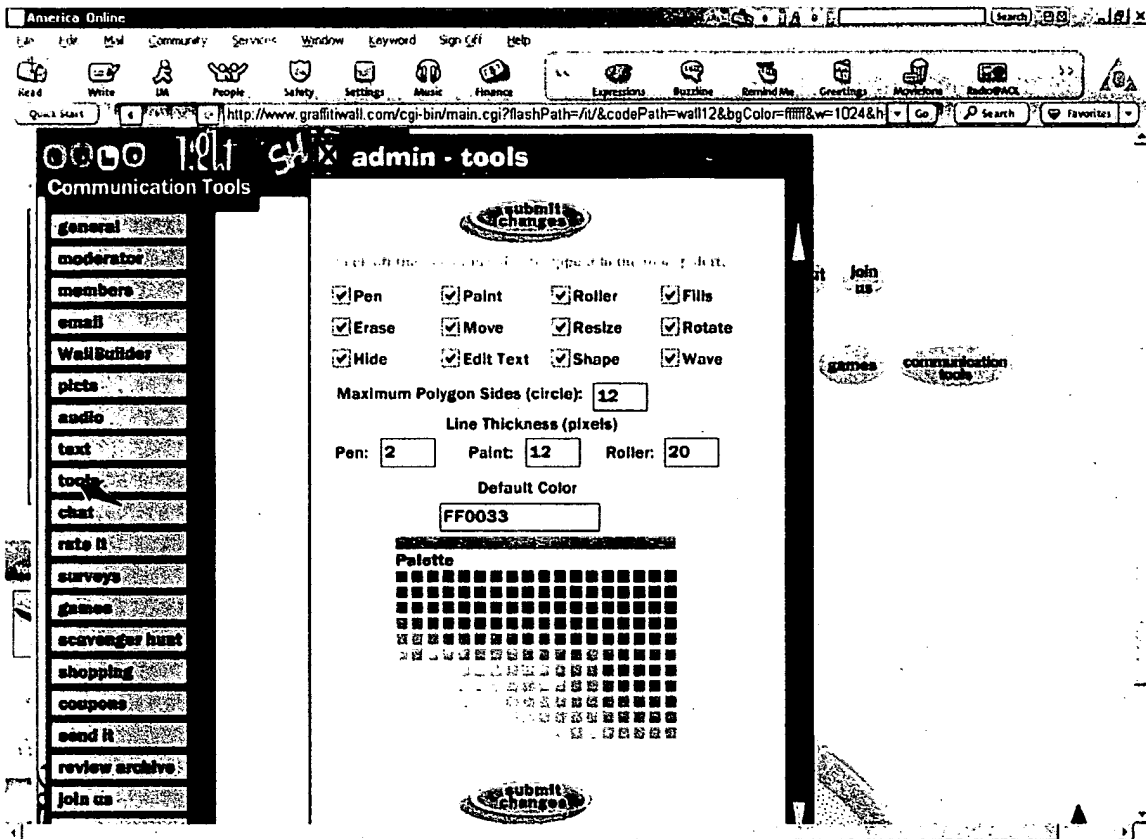 America Online
Search
Edit Mail Community Services Window Keyword Sign Off Help
Read Write IM People Safety Settings Music Finance Expressions Buzzline Remind Me Greetings Moviefone Radio@AOL
Quick Start http://www.graffitiwall.com/cgi-bin/main.cgi?flashPath=/it/&codePath=wall12&bgColor=ffffff&w=1024&h Go Search Favorites
admin - tools
Communication Tools
submit changes
general
moderator
members
email
WallBuilder
picts
audio
text
tools
chat
rate it
surveys
games
scavenger hunt
shopping
coupons
send it
review archive
join us
Pen Paint Roller Fills
Erase Move Resize Rotate
Hide Edit Text Shape Wave
Maximum Polygon Sides (circle): 12
Line Thickness (pixels)
Pen: 2 Paint: 12 Roller: 20
Default Color
FF0033
Palette
submit changes
join us
games
communication tools